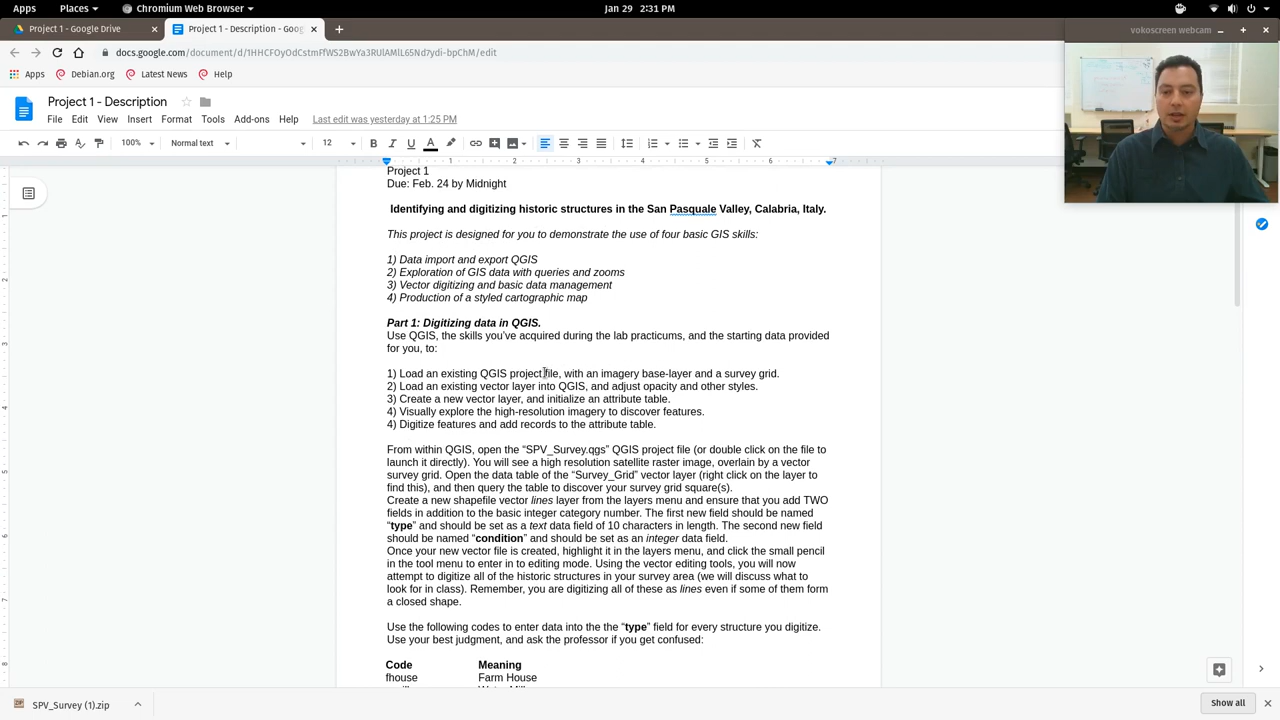 Apps Places Chromium Web Browser Jan 29 2:31 PM
Project 1 - Google Drive Project 1 - Description - Goog
vokoscreen webcam
docs.google.com/document/d/
Apps Debian.org Latest News Help
Project 1 - Description
File Edit View Insert Format Tools Add-ons Help Last edit was yesterday at 1:25 PM
100% Normal text 12
1 2 3 4 5 6 7
Project 1
Due: Feb. 24 by Midnight
Identifying and digitizing historic structures in the San Pasquale Valley, Calabria, Italy.
This project is designed for you to demonstrate the use of four basic GIS skills:
1) Data import and export QGIS
2) Exploration of GIS data with queries and zooms
3) Vector digitizing and basic data management
4) Production of a styled cartographic map
Part 1: Digitizing data in QGIS.
Use QGIS, the skills you've acquired during the lab practicums, and the starting data provided
for you, to:
1) Load an existing QGIS project file, with an imagery base-layer and a survey grid.
2) Load an existing vector layer into QGIS, and adjust opacity and other styles.
3) Create a new vector layer, and initialize an attribute table.
4) Visually explore the high-resolution imagery to discover features.
4) Digitize features and add records to the attribute table.
From within QGIS, open the “SPV_Survey.qgs” QGIS project file (or double click on the file to
launch it directly). You will see a high resolution satellite raster image, overlain by a vector
survey grid. Open the data table of the “Survey_Grid” vector layer (right click on the layer to
find this), and then query the table to discover your survey grid square(s).
Create a new shapefile vector lines layer from the layers menu and ensure that you add TWO
fields in addition to the basic integer category number. The first new field should be named
“type” and should be set as a text data field of 10 characters in length. The second new field
should be named “condition” and should be set as an integer data field.
Once your new vector file is created, highlight it in the layers menu, and click the small pencil
in the tool menu to enter in to editing mode. Using the vector editing tools, you will now
attempt to digitize all of the historic structures in your survey area (we will discuss what to
look for in class). Remember, you are digitizing all of these as lines even if some of them form
a closed shape.
Use the following codes to enter data into the the “type” field for every structure you digitize.
Use your best judgment, and ask the professor if you get confused:
Code Meaning
fhouse Farm House
SPV_Survey (1).zip Show all